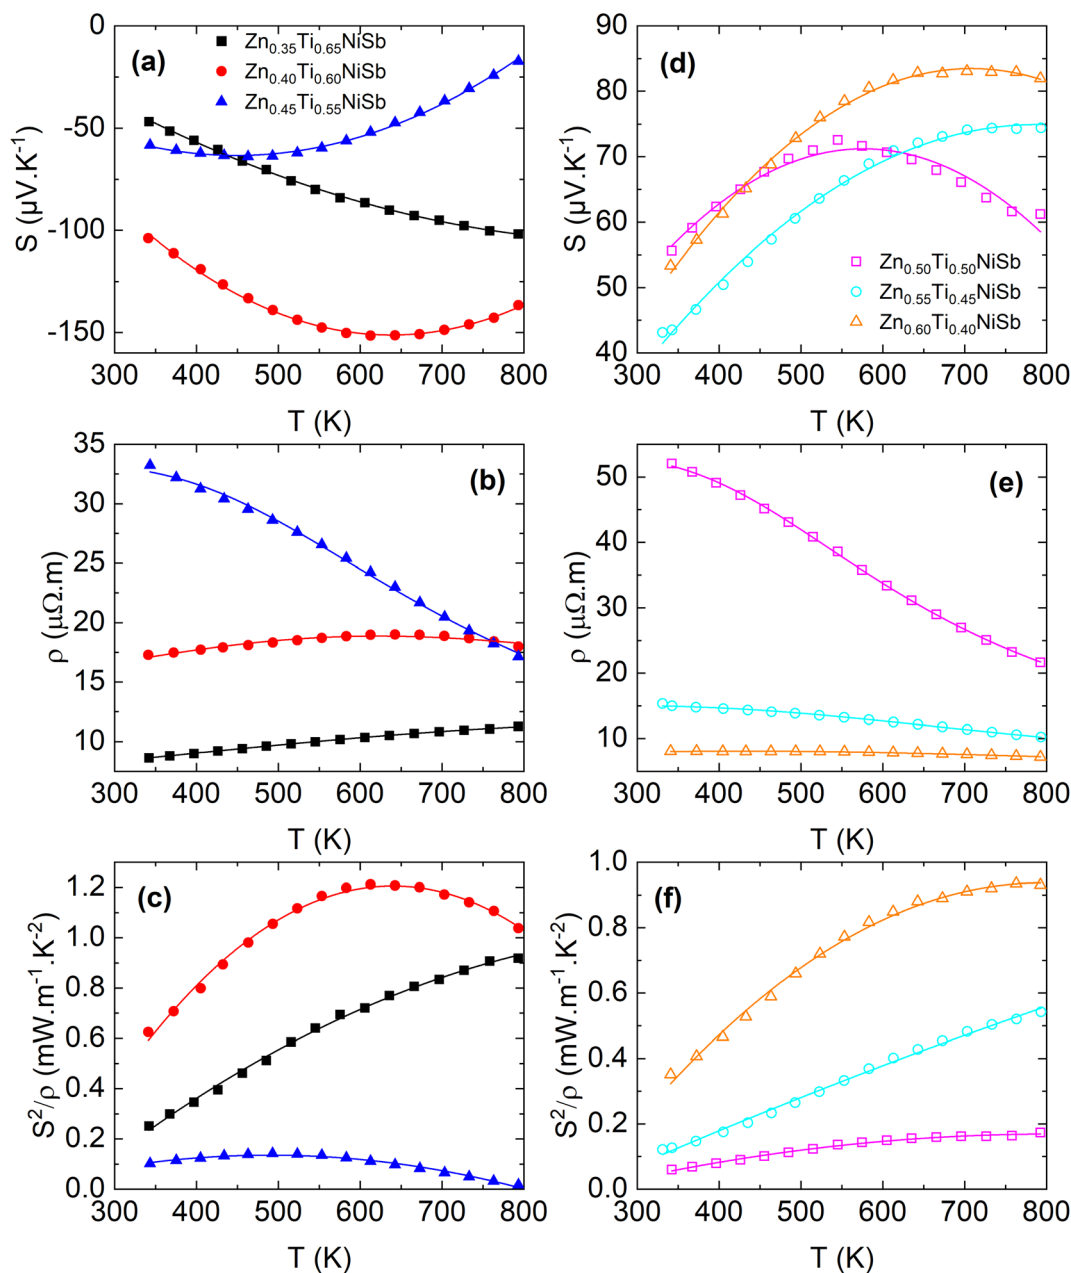 (a)
Zn0.35Ti0.65NiSb
Zn0.40Ti0.60NiSb
Zn0.45Ti0.55NiSb
0
-50
-100
-150
S (μV.K-1)
300 400 500 600 700 800
T (K)
(d)
90
80
70
60
50
40
S (μV.K-1)
Zn0.50Ti0.50NiSb
Zn0.55Ti0.45NiSb
Zn0.60Ti0.40NiSb
300 400 500 600 700 800
T (K)
(b)
35
30
25
20
15
10
ρ (μΩ.m)
300 400 500 600 700 800
T (K)
(e)
50
40
30
20
10
ρ (μΩ.m)
300 400 500 600 700 800
T (K)
(c)
1.2
1.0
0.8
0.6
0.4
0.2
0.0
S2/ρ (mW.m-1.K-2)
300 400 500 600 700 800
T (K)
(f)
1.0
0.8
0.6
0.4
0.2
0.0
S2/ρ (mW.m-1.K-2)
300 400 500 600 700 800
T (K)